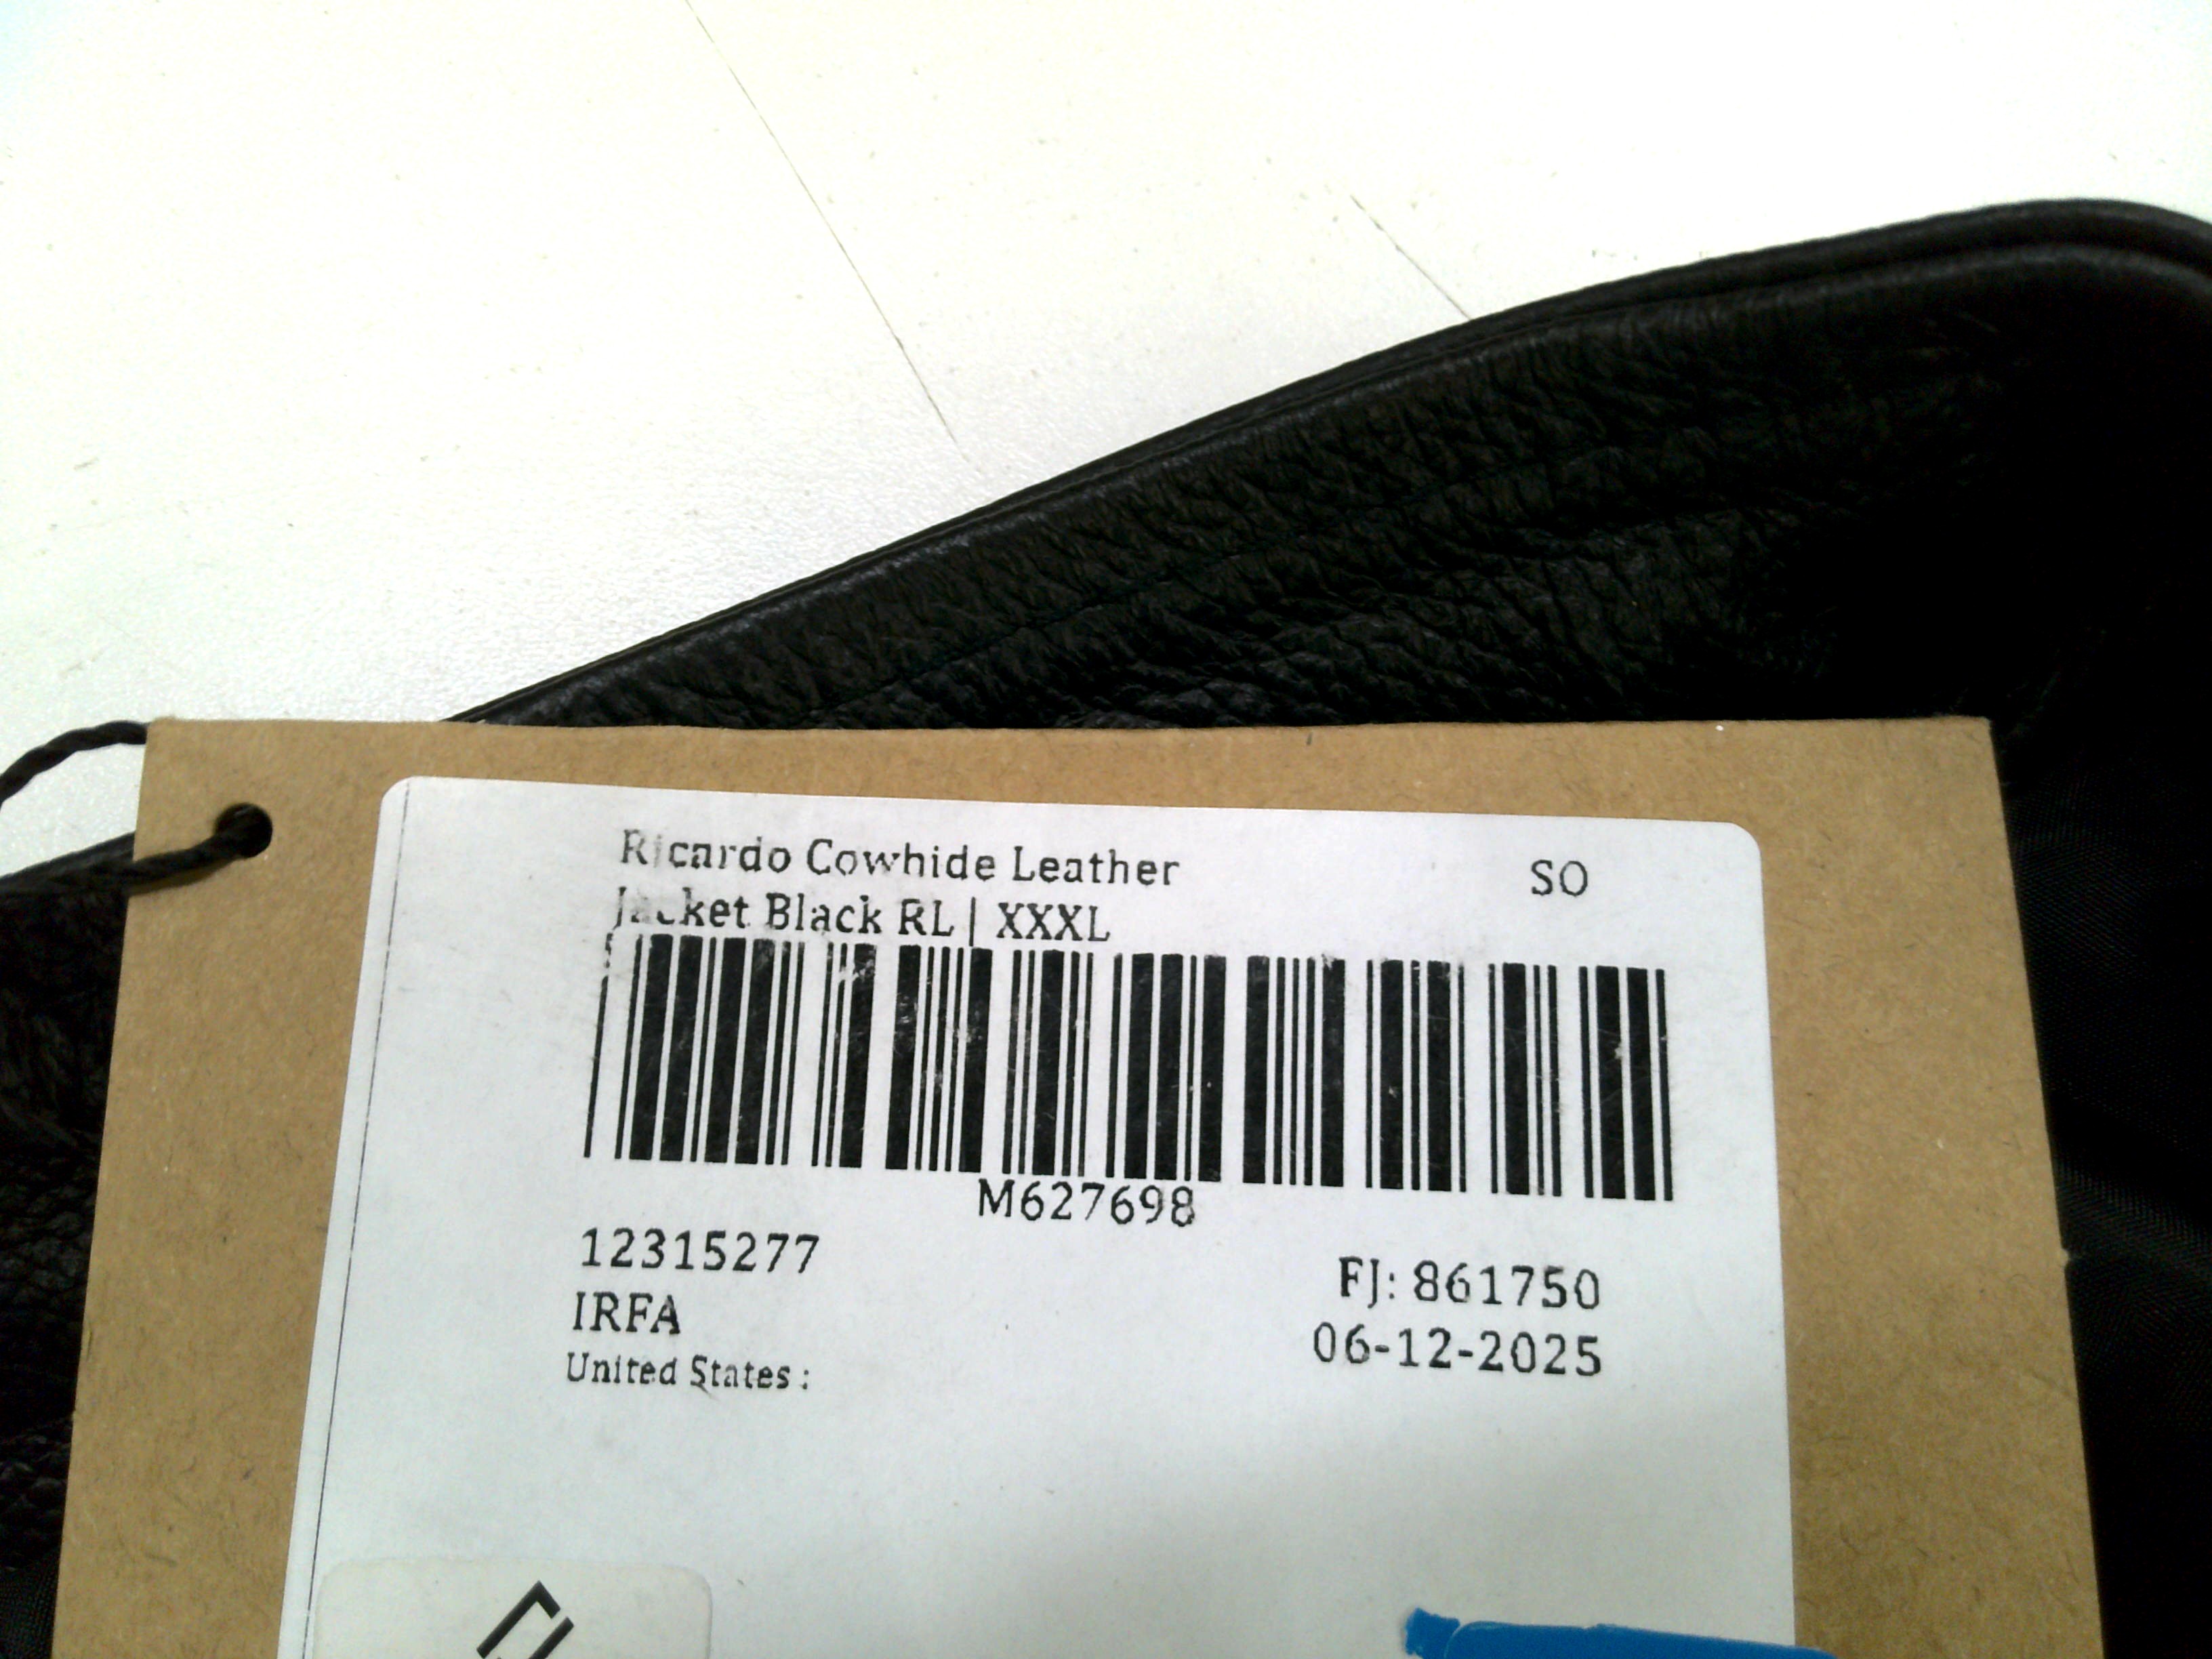 Ricardo Cowhide Leather
Jacket Black RL | XXXL
SO
M627698
12315277
IRFA
United States :
FJ: 861750
06-12-2025